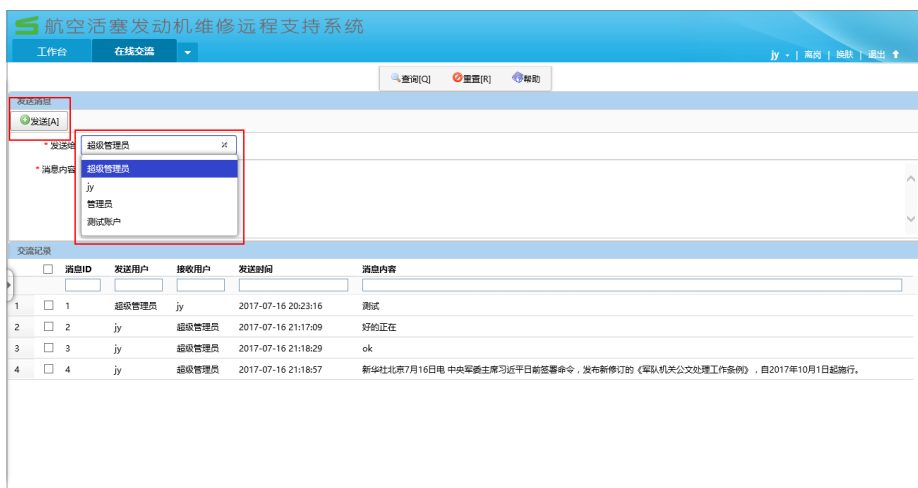 航空活塞发动机维修远程支持系统
工作台 在线交流
jy - | 离岗 | 换肤 | 退出
查询[Q] 重置[R] 帮助
发送消息
发送[A]
* 发送给 超级管理员
* 消息内容 超级管理员
jy
管理员
测试账户
交流记录
消息ID 发送用户 接收用户 发送时间 消息内容
1 1 超级管理员 jy 2017-07-16 20:23:16 测试
2 2 jy 超级管理员 2017-07-16 21:17:09 好的正在
3 3 jy 超级管理员 2017-07-16 21:18:29 ok
4 4 jy 超级管理员 2017-07-16 21:18:57 新华社北京7月16日电 中央军委主席习近平日前签署命令，发布新修订的《军队机关公文处理工作条例》，自2017年10月1日起施行。